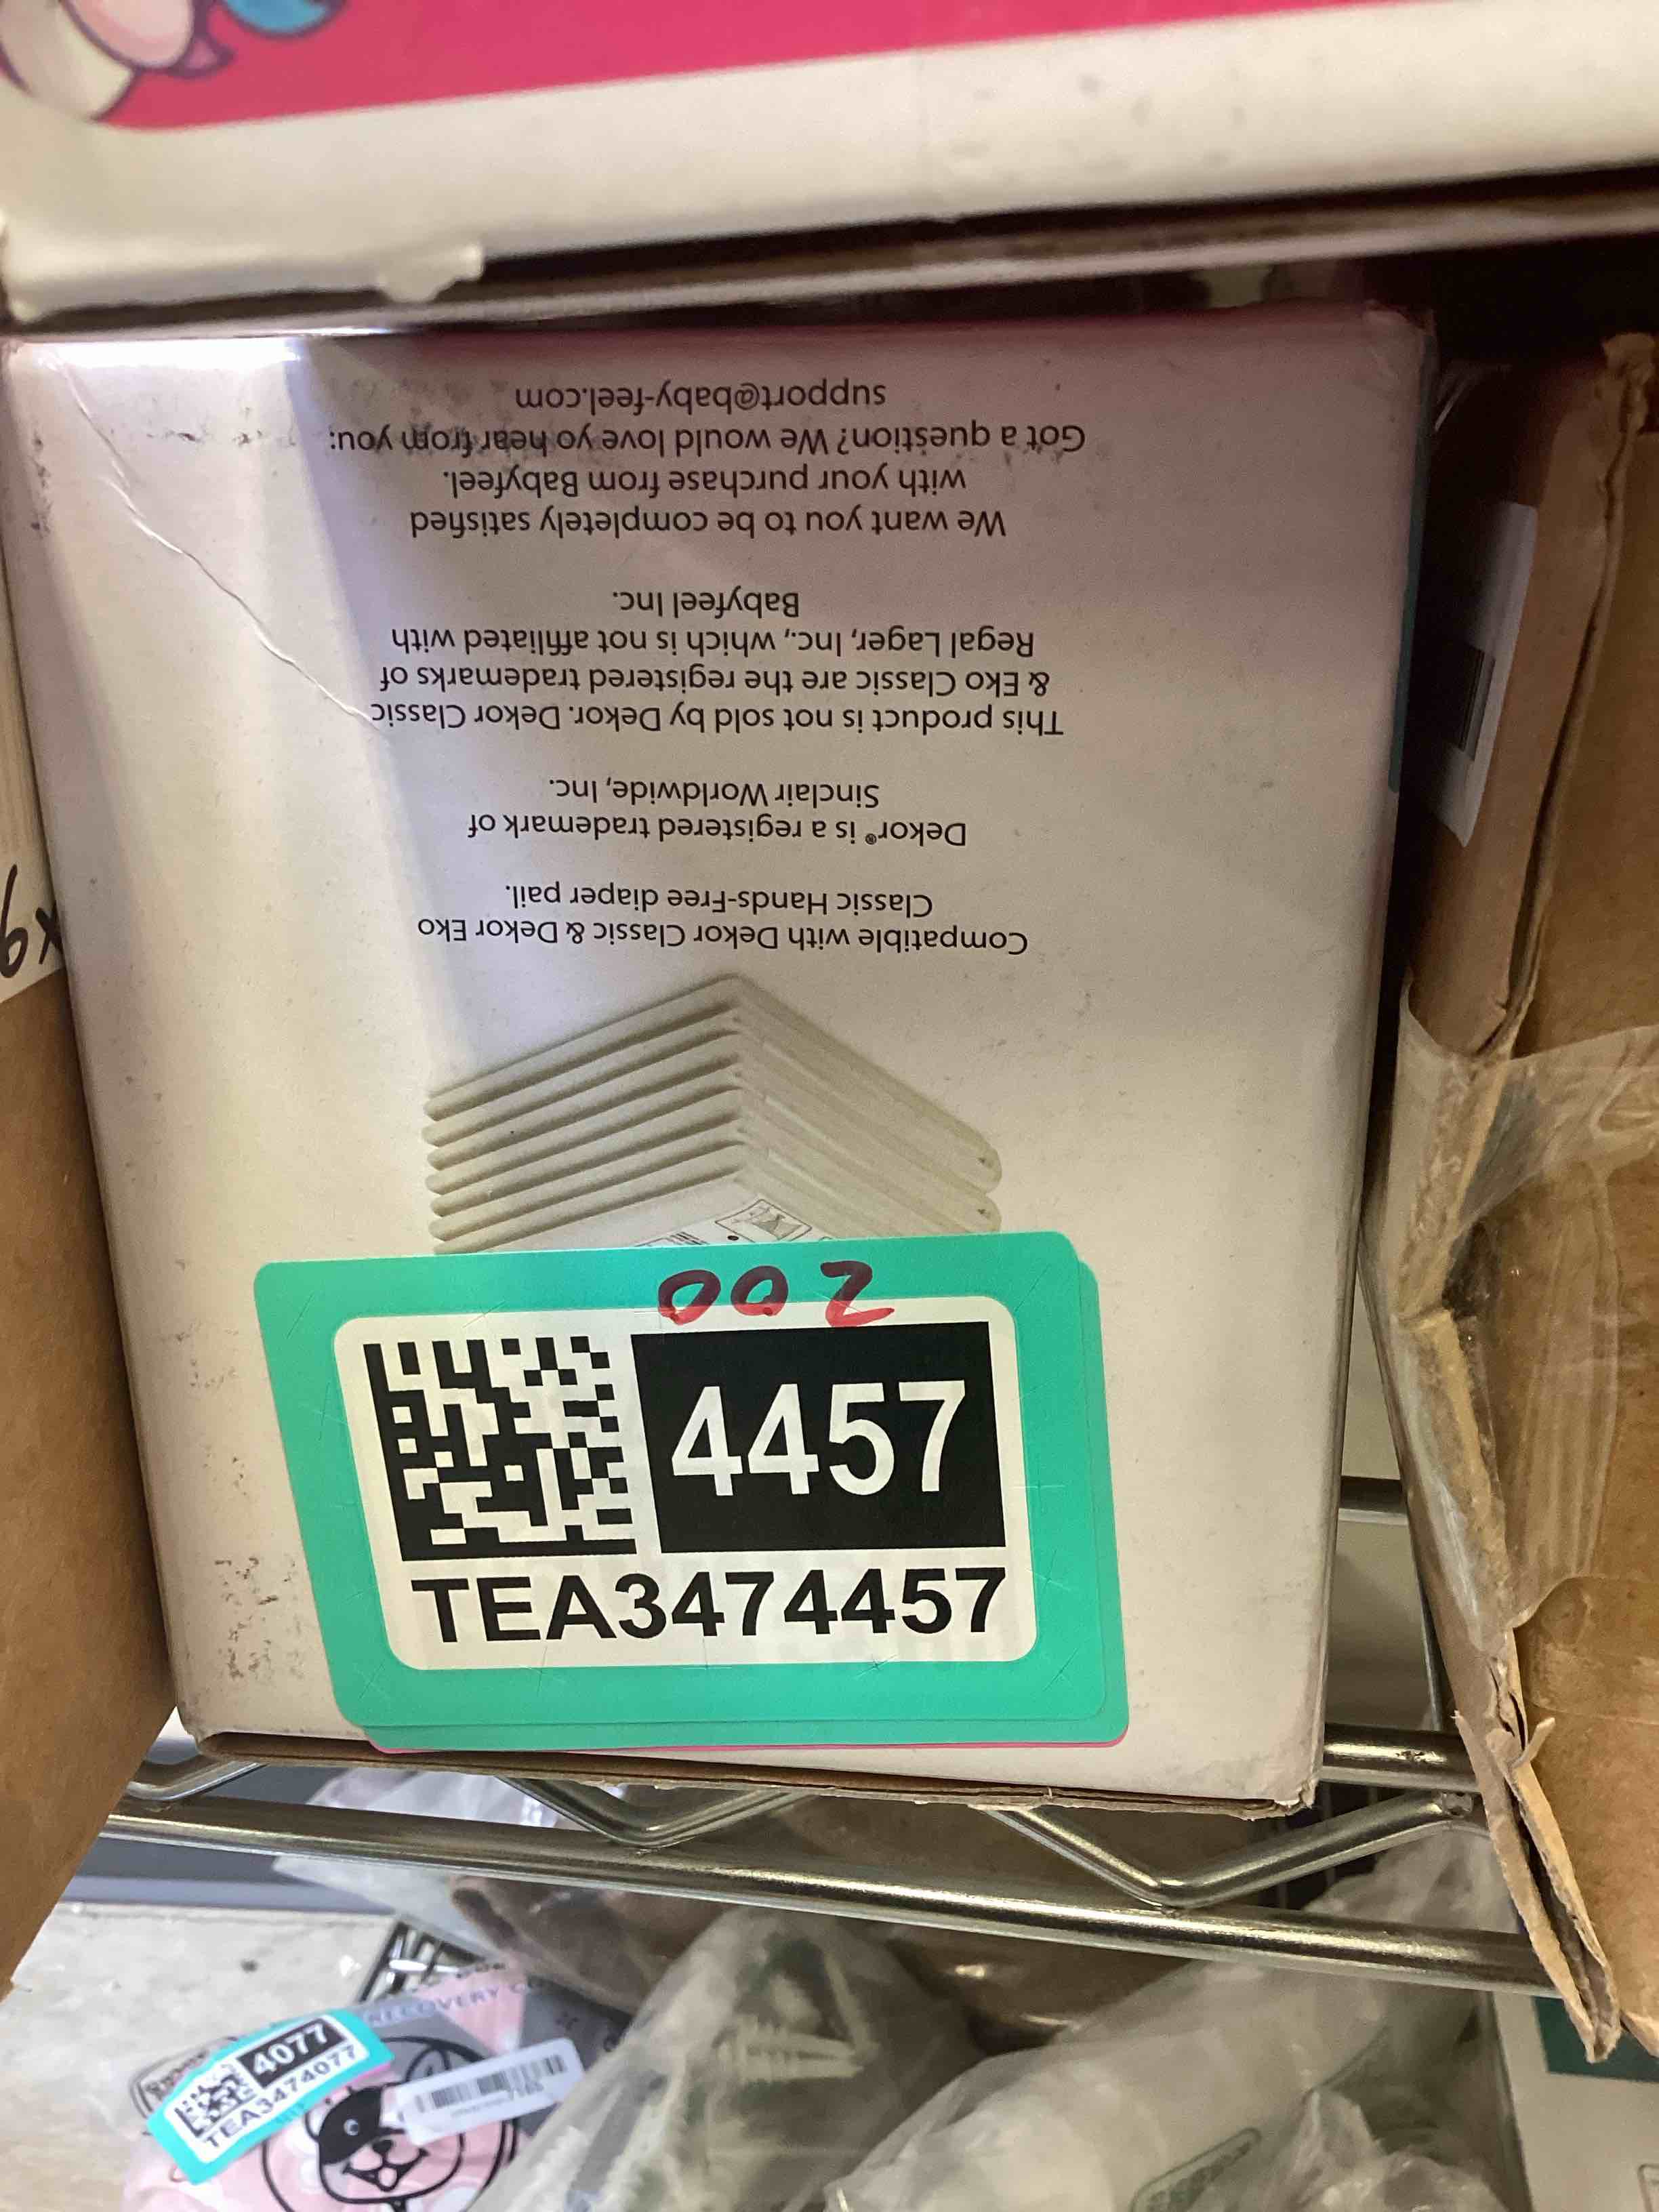 Compatible with Dekor Classic & Dekor Eko
Classic Hands-Free diaper pail.
Dekor® is a registered trademark of
Sinclair Worldwide, Inc.
This product is not sold by Dekor. Dekor Classic
& Eko Classic are the registered trademarks of
Regal Lager, Inc., which is not affiliated with
Babyfeel Inc.
We want you to be completely satisfied
with your purchase from Babyfeel.
Got a question? We would love yo hear from you:
support@baby-feel.com
002
4457
TEA3474457
x9
RECOVERY
4077
TEA3474077